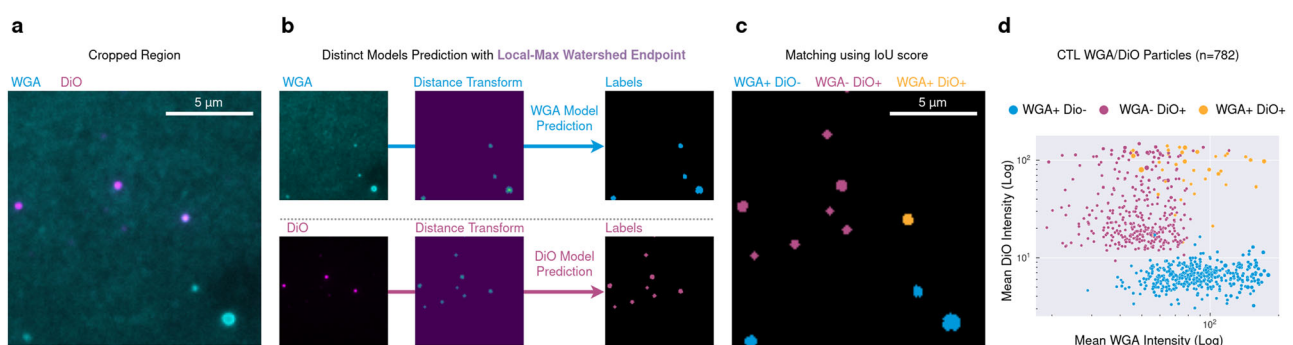 a
Cropped Region
WGA DiO
5 µm
b
Distinct Models Prediction with Local-Max Watershed Endpoint
WGA
Distance Transform
Labels
WGA Model
Prediction
DiO
Distance Transform
Labels
DiO Model
Prediction
c
Matching using IoU score
WGA+ DiO- WGA- DiO+ WGA+ DiO+
5 µm
d
CTL WGA/DiO Particles (n=782)
WGA+ Dio- WGA- DiO+ WGA+ DiO+
Mean DiO Intensity (Log)
10²
10¹
10²
Mean WGA Intensity (Log)